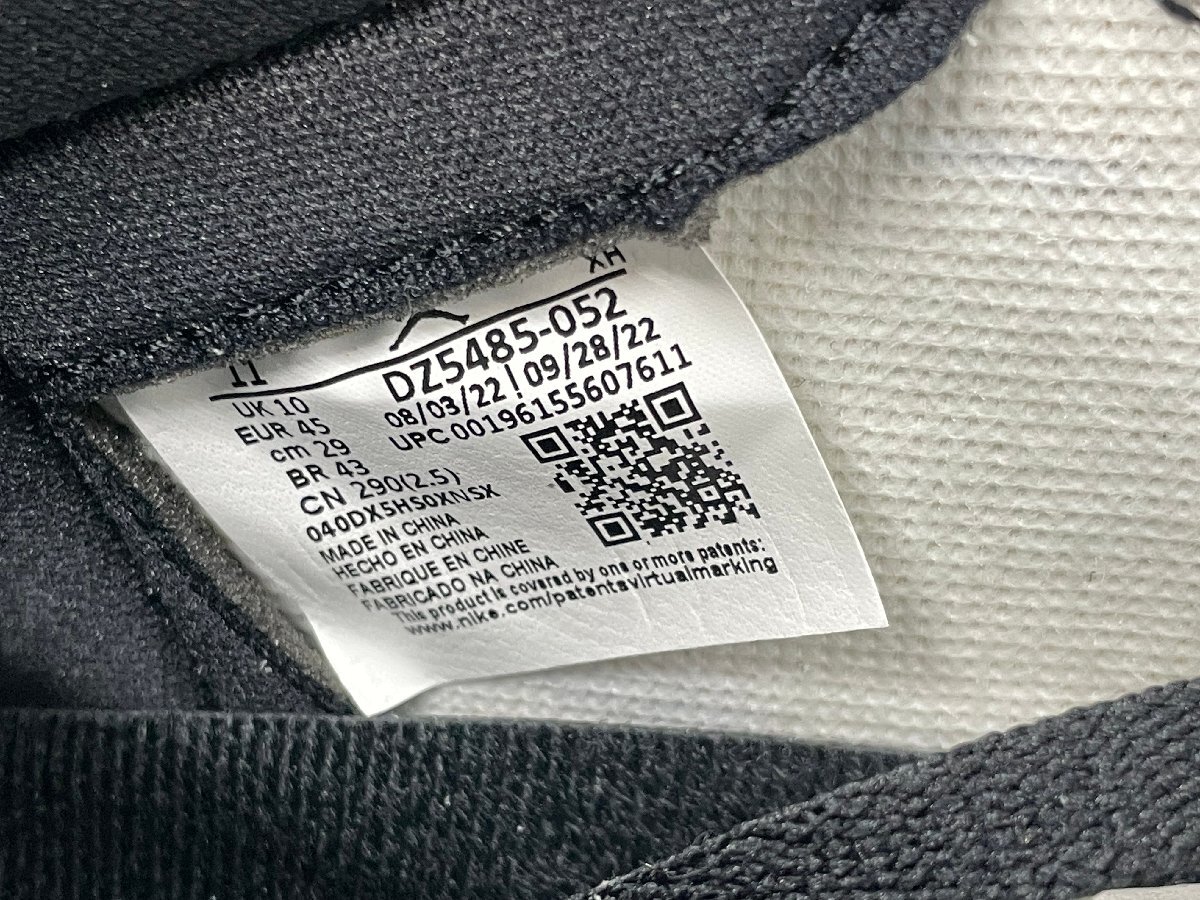 XH
11
UK 10
EUR 45
cm 29
BR 43
CN 290(2.5)
DZ5485-052
08/03/22 | 09/28/22
UPC 00196155607611
040DX5HS0XNSX
MADE IN CHINA
HECHO EN CHINA
FABRIQUE EN CHINE
FABRICADO NA CHINA
This product is covered by one or more patents:
www.nike.com/patentavirtualmarking